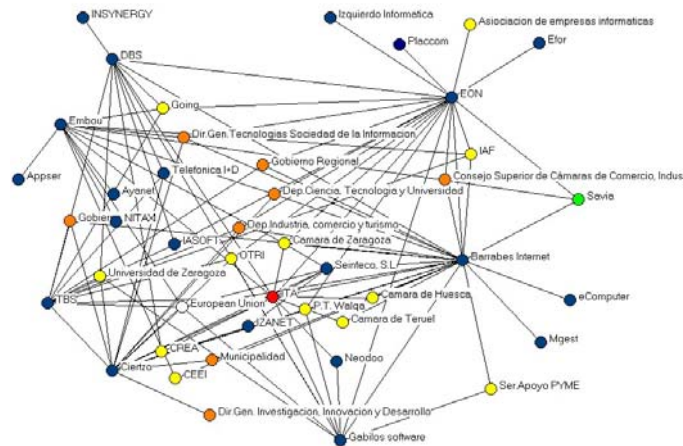 INSYNERGY
Izquierdo Informatica
Asiociacion de empresas informaticas
Placcom
Efor
DBS
EON
Going
Embou
Dir.Gen.Tecnologias Sociedad de la Informacion
IAF
Gobierno Regional
Telefonica I+D
Consejo Superior de Cámaras de Comercio, Indus
Appser
Ayanet
Dep.Ciencia, Tecnologia y Universidad
Savia
NITAX
Dep.Industria, comercio y turismo
IASOFT
Camara de Zaragoza
OTRI
Barrabes Internet
Universidad de Zaragoza
Seinteco, S.L.
TBS
European Union
ITA
P.T. Walqa
Camara de Huesca
eComputer
IZANET
Camara de Teruel
Mgest
CREA
Municipalidad
Neodoo
Ciertzo
CEEI
Ser.Apoyo PYME
Dir.Gen. Investigacion, Innovacion y Desarrollo
Gabilos software